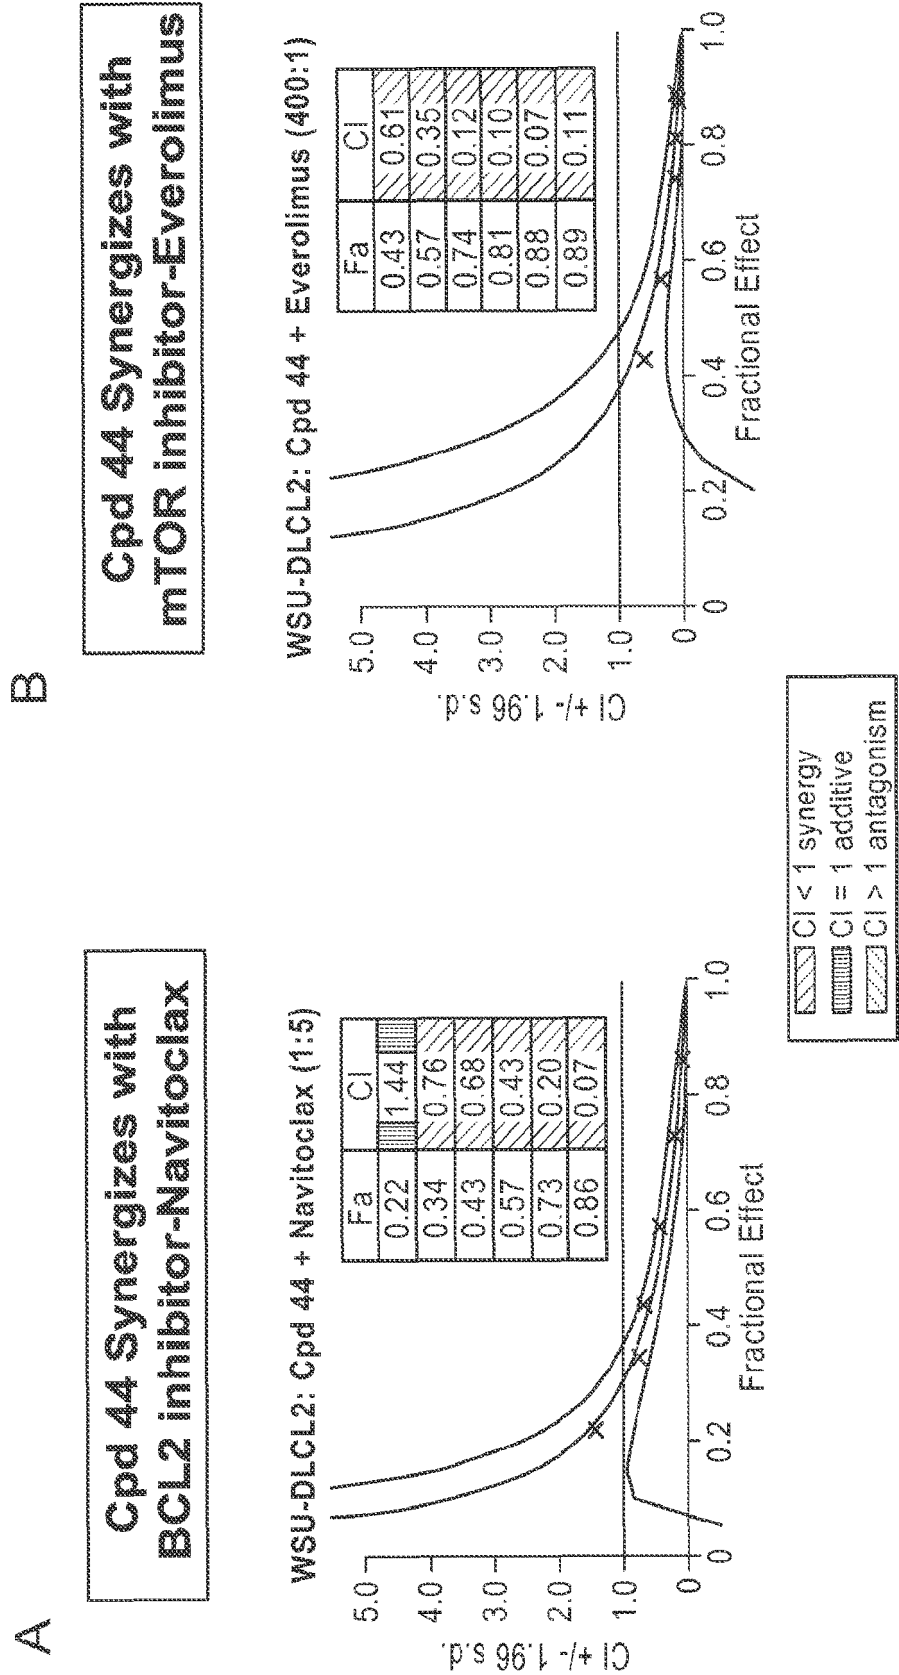 A
Cpd 44 Synergizes with
BCL2 inhibitor-Navitoclax
WSU-DLCL2: Cpd 44 + Navitoclax (1:5)
Fa CI
0.22 1.44
0.34 0.76
0.43 0.68
0.57 0.43
0.73 0.20
0.86 0.07
CI +/- 1.96 s.d.
5.0
4.0
3.0
2.0
1.0
0
0 0.2 0.4 0.6 0.8 1.0
Fractional Effect
B
Cpd 44 Synergizes with
mTOR inhibitor-Everolimus
WSU-DLCL2: Cpd 44 + Everolimus (400:1)
Fa CI
0.43 0.61
0.57 0.35
0.74 0.12
0.81 0.10
0.88 0.07
0.89 0.11
CI +/- 1.96 s.d.
5.0
4.0
3.0
2.0
1.0
0
0 0.2 0.4 0.6 0.8 1.0
Fractional Effect
CI < 1 synergy
CI = 1 additive
CI > 1 antagonism